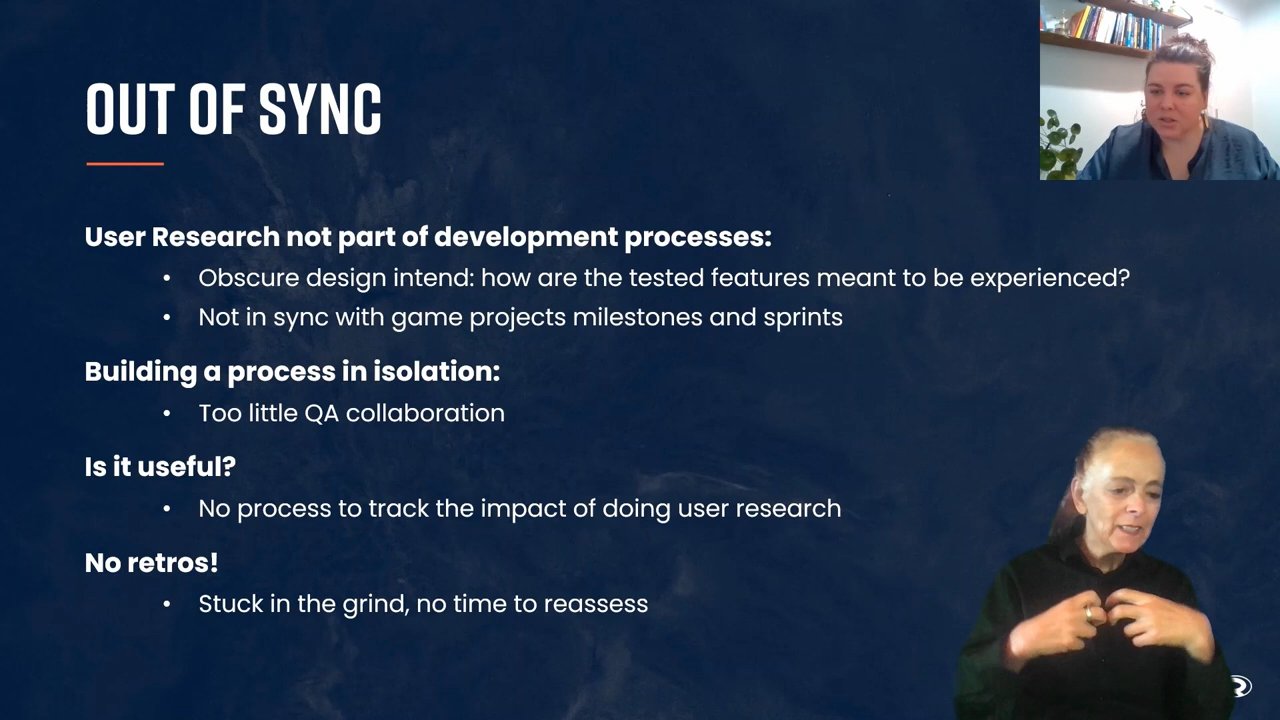 OUT OF SYNC
User Research not part of development processes:
• Obscure design intend: how are the tested features meant to be experienced?
• Not in sync with game projects milestones and sprints
Building a process in isolation:
• Too little QA collaboration
Is it useful?
• No process to track the impact of doing user research
No retros!
• Stuck in the grind, no time to reassess